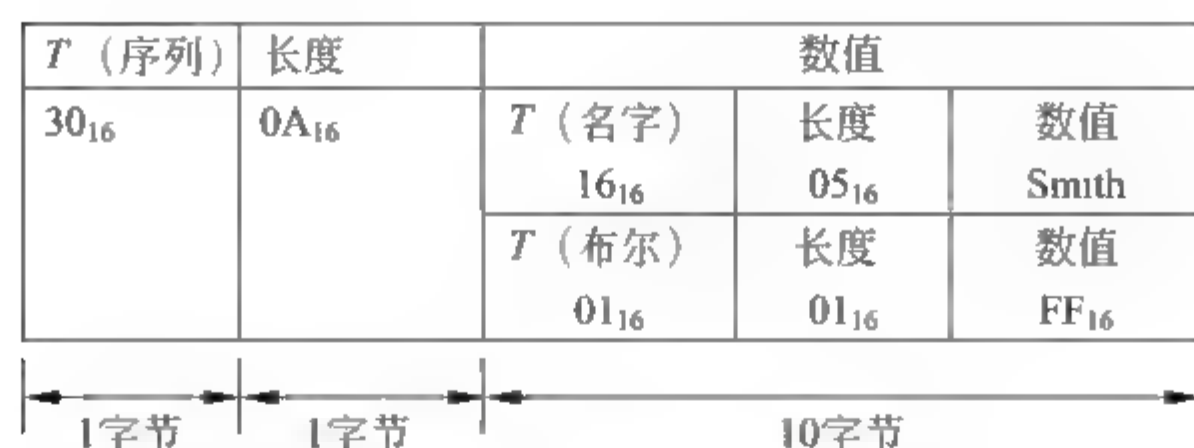 T（序列） 长度 数值
30₁₆ 0A₁₆ T（名字） 长度 数值
16₁₆ 05₁₆ Smith
T（布尔） 长度 数值
01₁₆ 01₁₆ FF₁₆
1字节 1字节 10字节